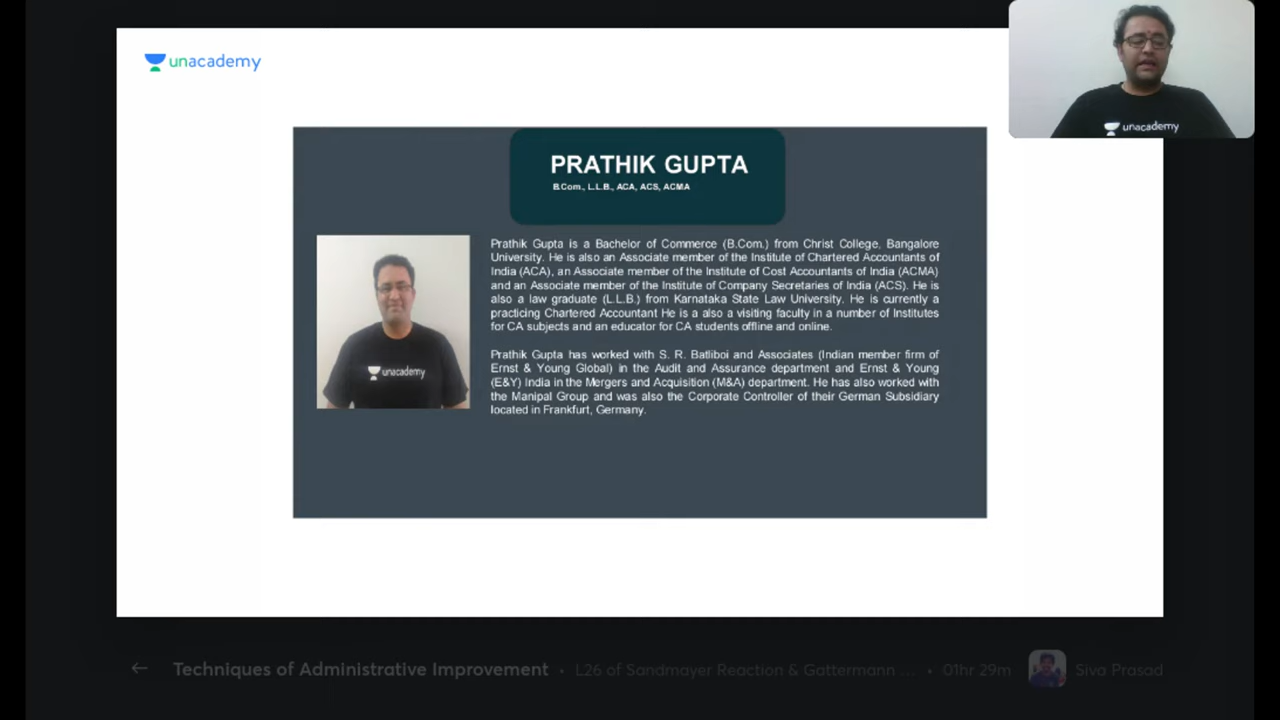 unacademy
unacademy
PRATHIK GUPTA
B.Com., L.L.B., ACA, ACS, ACMA
Prathik Gupta is a Bachelor of Commerce (B.Com.) from Christ College, Bangalore
University. He is also an Associate member of the Institute of Chartered Accountants of
India (ACA), an Associate member of the Institute of Cost Accountants of India (ACMA)
and an Associate member of the Institute of Company Secretaries of India (ACS). He is
also a law graduate (L.L.B.) from Karnataka State Law University. He is currently a
practicing Chartered Accountant He is a also a visiting faculty in a number of Institutes
for CA subjects and an educator for CA students offline and online.
Prathik Gupta has worked with S. R. Batliboi and Associates (Indian member firm of
Ernst & Young Global) in the Audit and Assurance department and Ernst & Young
(E&Y) India in the Mergers and Acquisition (M&A) department. He has also worked with
the Manipal Group and was also the Corporate Controller of their German Subsidiary
located in Frankfurt, Germany.
unacademy
Techniques of Administrative Improvement • L26 of Sandmayer Reaction & Gattermann ... • 01hr 29m Siva Prasad